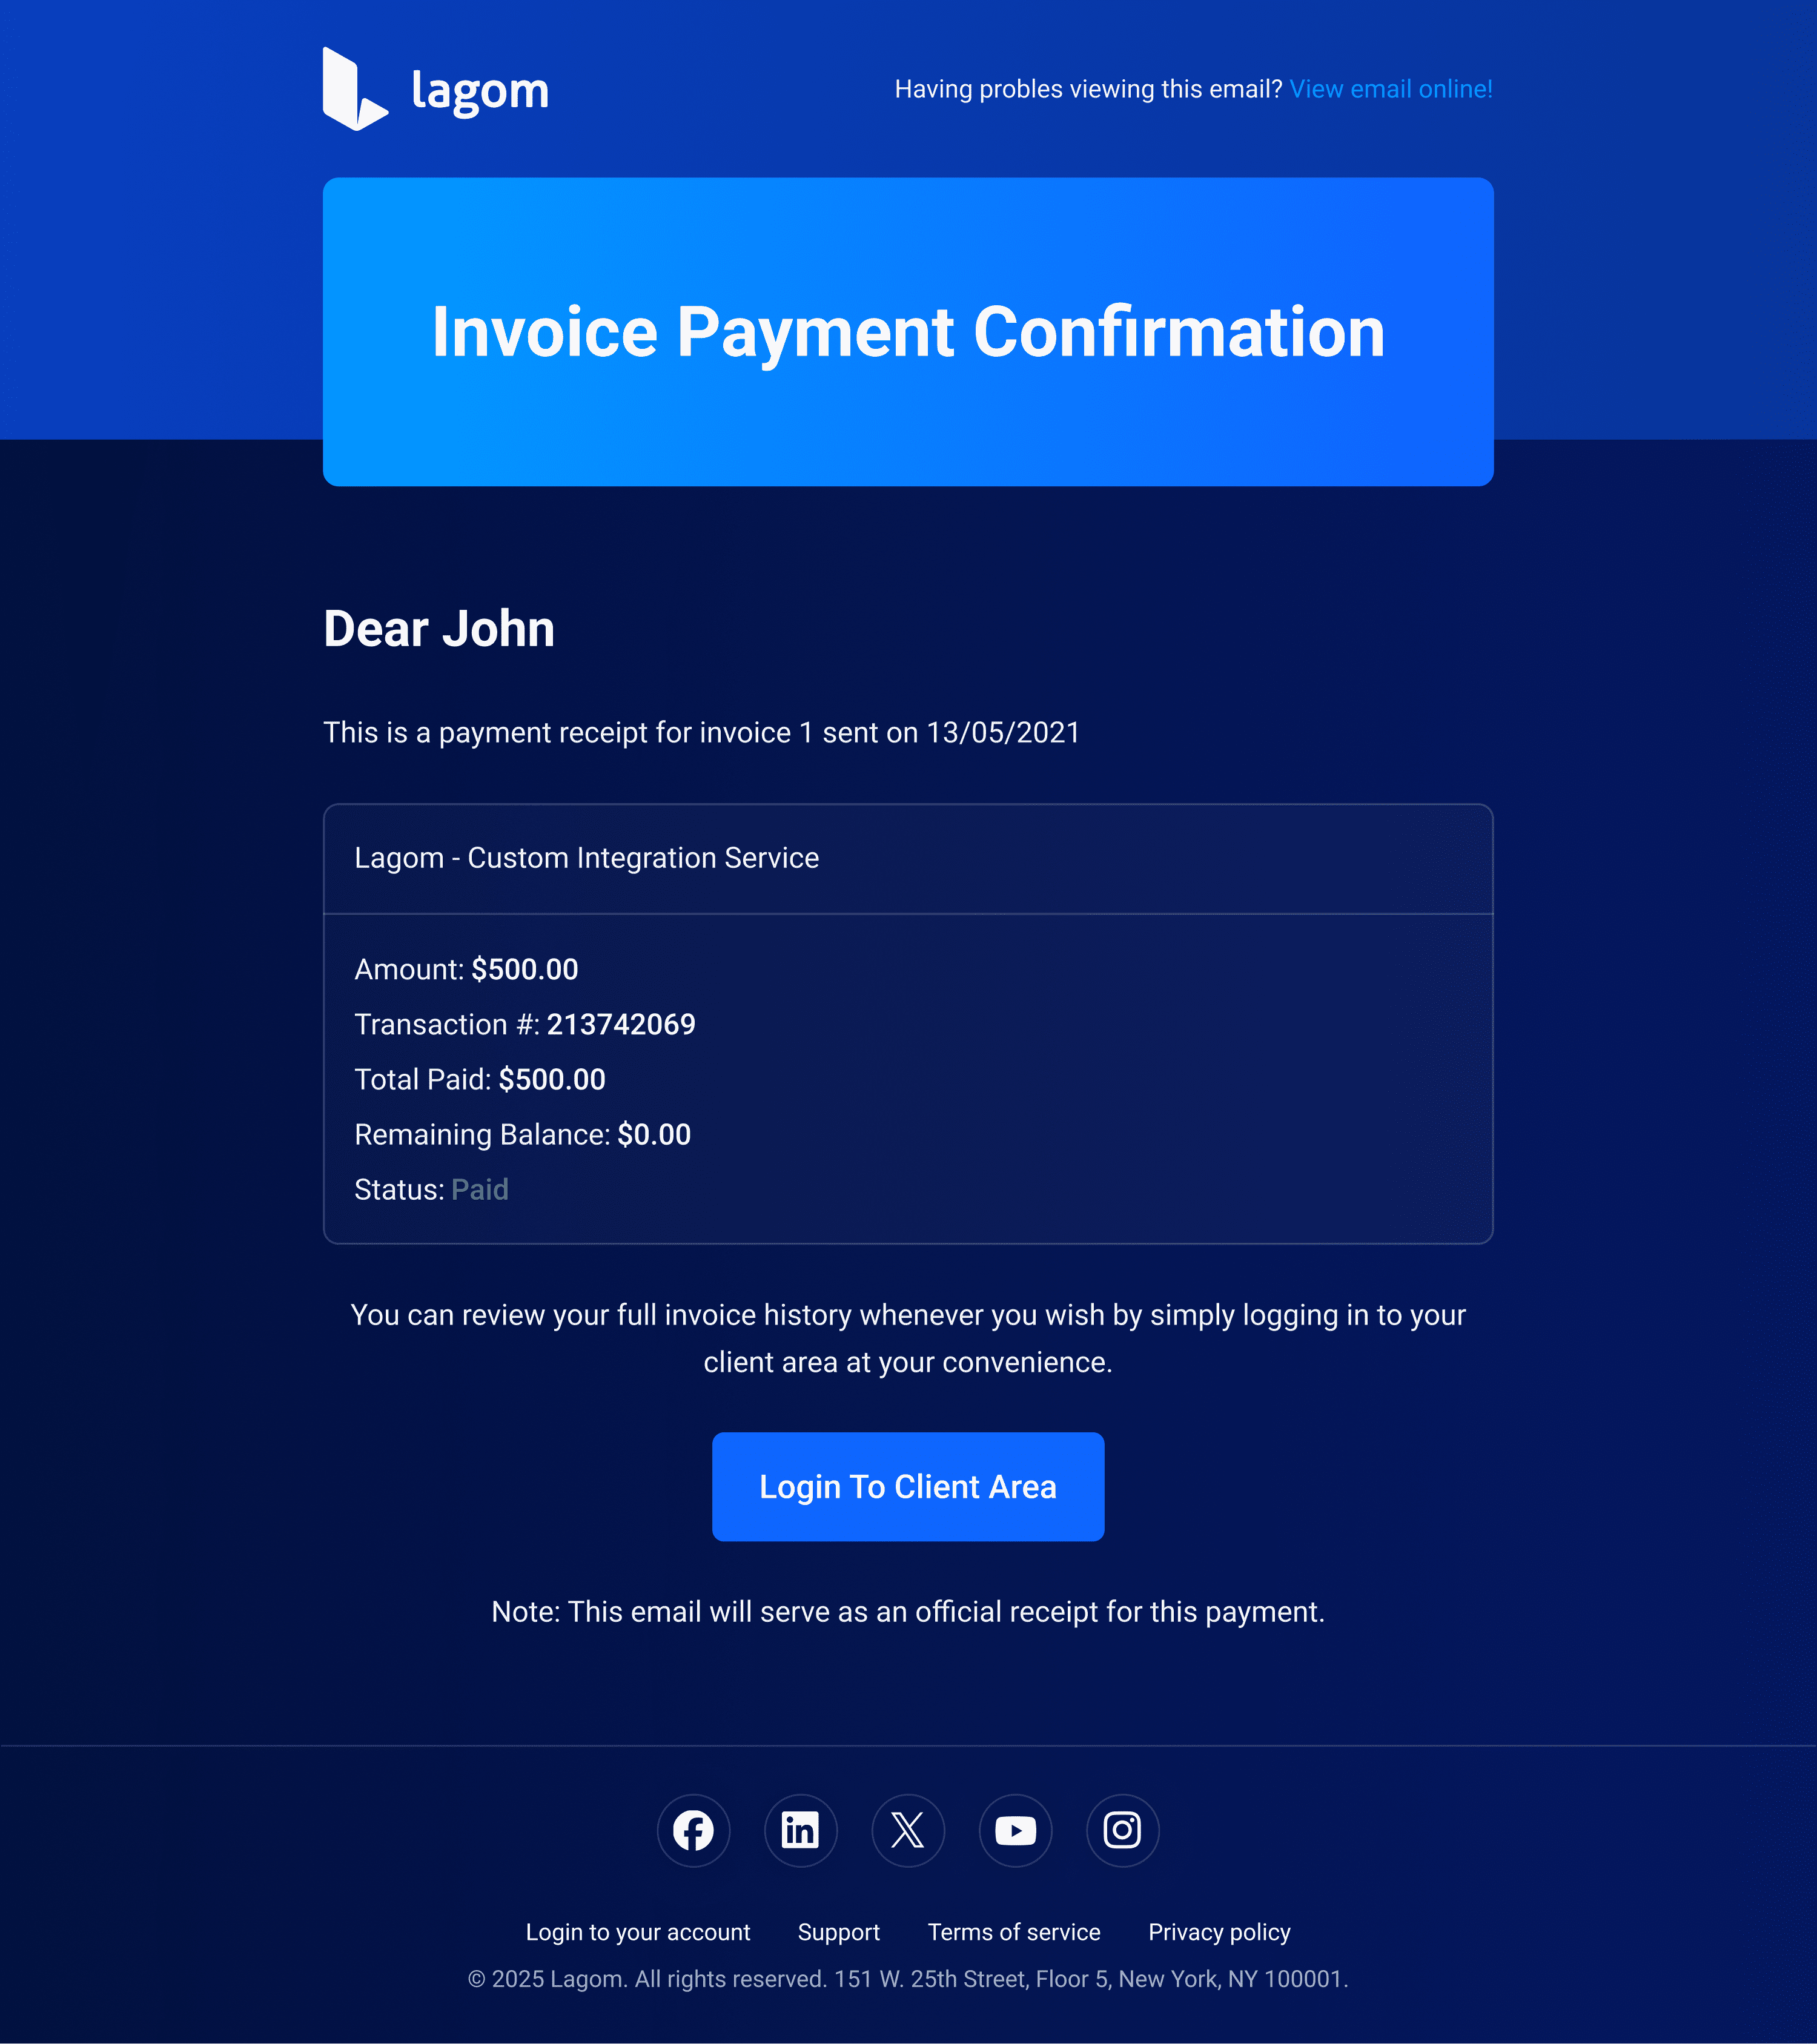 lagom
Having probles viewing this email? View email online!
Invoice Payment Confirmation
Dear John
This is a payment receipt for invoice 1 sent on 13/05/2021
Lagom - Custom Integration Service
Amount: $500.00
Transaction #: 213742069
Total Paid: $500.00
Remaining Balance: $0.00
Status: Paid
You can review your full invoice history whenever you wish by simply logging in to your
client area at your convenience.
Login To Client Area
Note: This email will serve as an official receipt for this payment.
Login to your account Support Terms of service Privacy policy
© 2025 Lagom. All rights reserved. 151 W. 25th Street, Floor 5, New York, NY 100001.